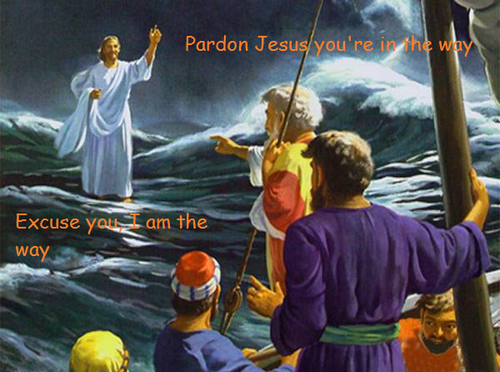 Pardon Jesus you're in the way
Excuse you, I am the
way